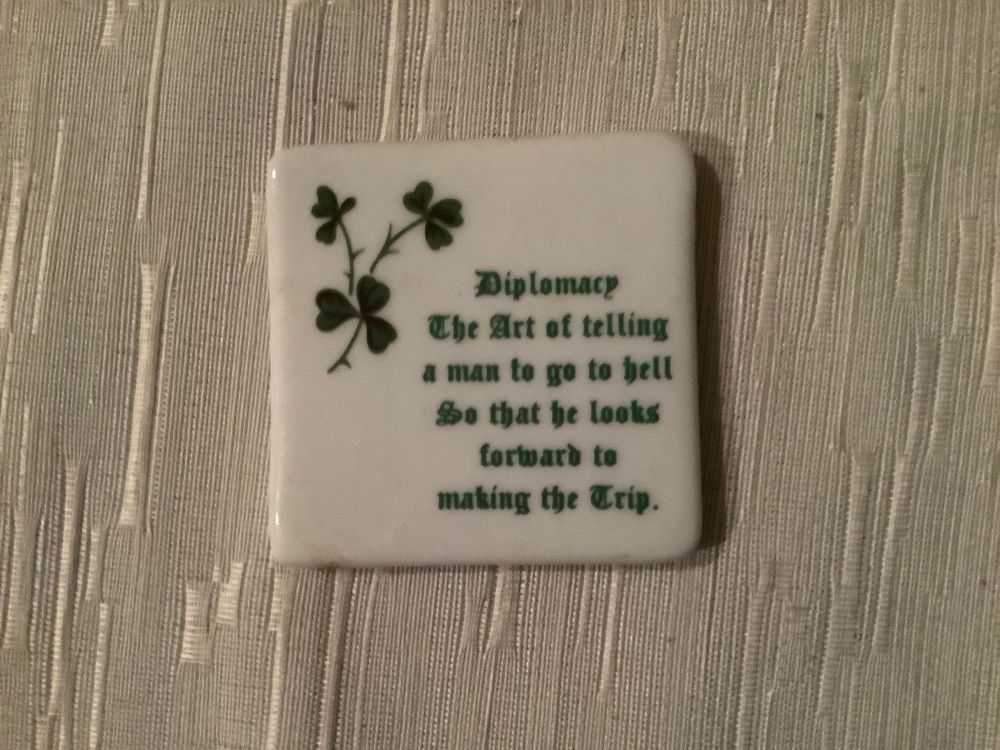 Diplomacy
The Art of telling
a man to go to hell
So that he looks
forward to
making the Trip.